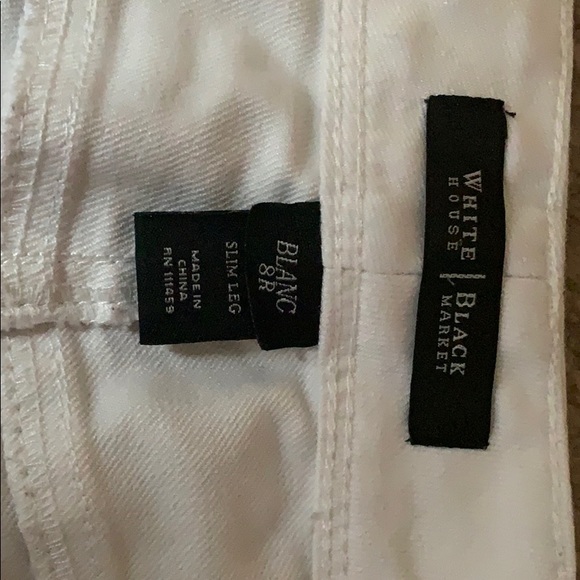 WHITE | BLACK
HOUSE MARKET
BLANC
8R
SLIM LEG
MADE IN
CHINA
RN 111459